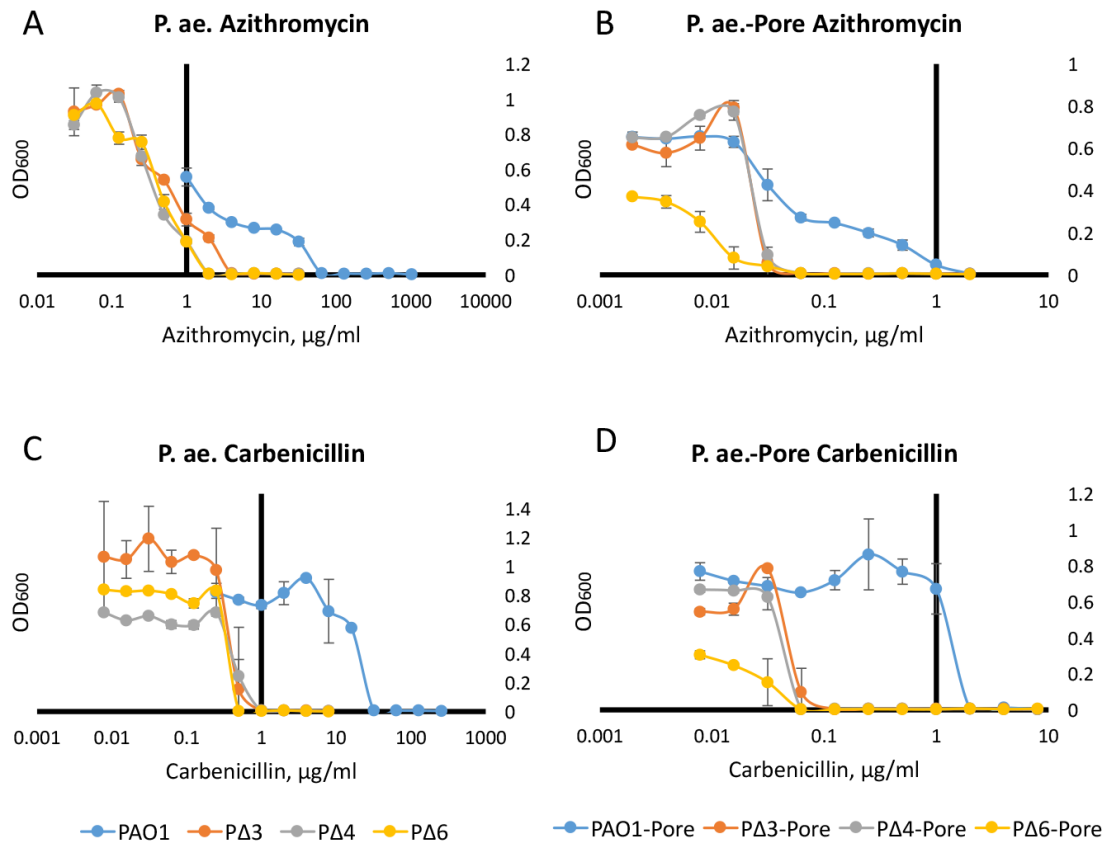 A
P. ae. Azithromycin
OD600
1.2
1
0.8
0.6
0.4
0.2
0
0.01 0.1 1 10 100 1000 10000
Azithromycin, μg/ml
B
P. ae.-Pore Azithromycin
OD600
1
0.8
0.6
0.4
0.2
0
0.001 0.01 0.1 1 10
Azithromycin, μg/ml
C
P. ae. Carbenicillin
OD600
1.4
1.2
1
0.8
0.6
0.4
0.2
0
0.001 0.01 0.1 1 10 100 1000
Carbenicillin, μg/ml
D
P. ae.-Pore Carbenicillin
OD600
1.2
1
0.8
0.6
0.4
0.2
0
0.001 0.01 0.1 1 10
Carbenicillin, μg/ml
PAO1 PΔ3 PΔ4 PΔ6
PAO1-Pore PΔ3-Pore PΔ4-Pore PΔ6-Pore